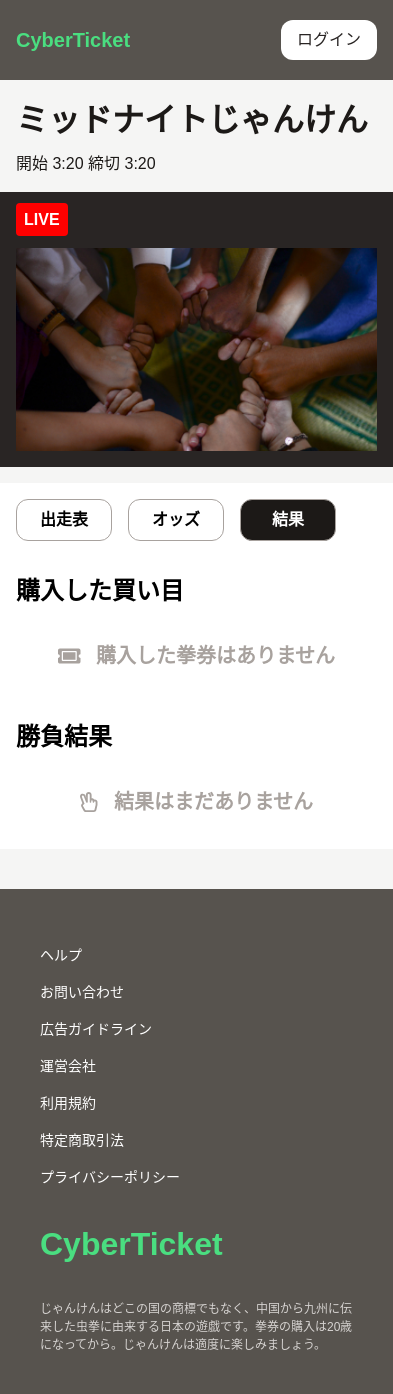 CyberTicket
ログイン
ミッドナイトじゃんけん
開始 3:20 締切 3:20
LIVE
出走表
オッズ
結果
購入した買い目
購入した拳券はありません
勝負結果
結果はまだありません
ヘルプ
お問い合わせ
広告ガイドライン
運営会社
利用規約
特定商取引法
プライバシーポリシー
CyberTicket
じゃんけんはどこの国の商標でもなく、中国から九州に伝
来した虫拳に由来する日本の遊戯です。拳券の購入は20歳
になってから。じゃんけんは適度に楽しみましょう。